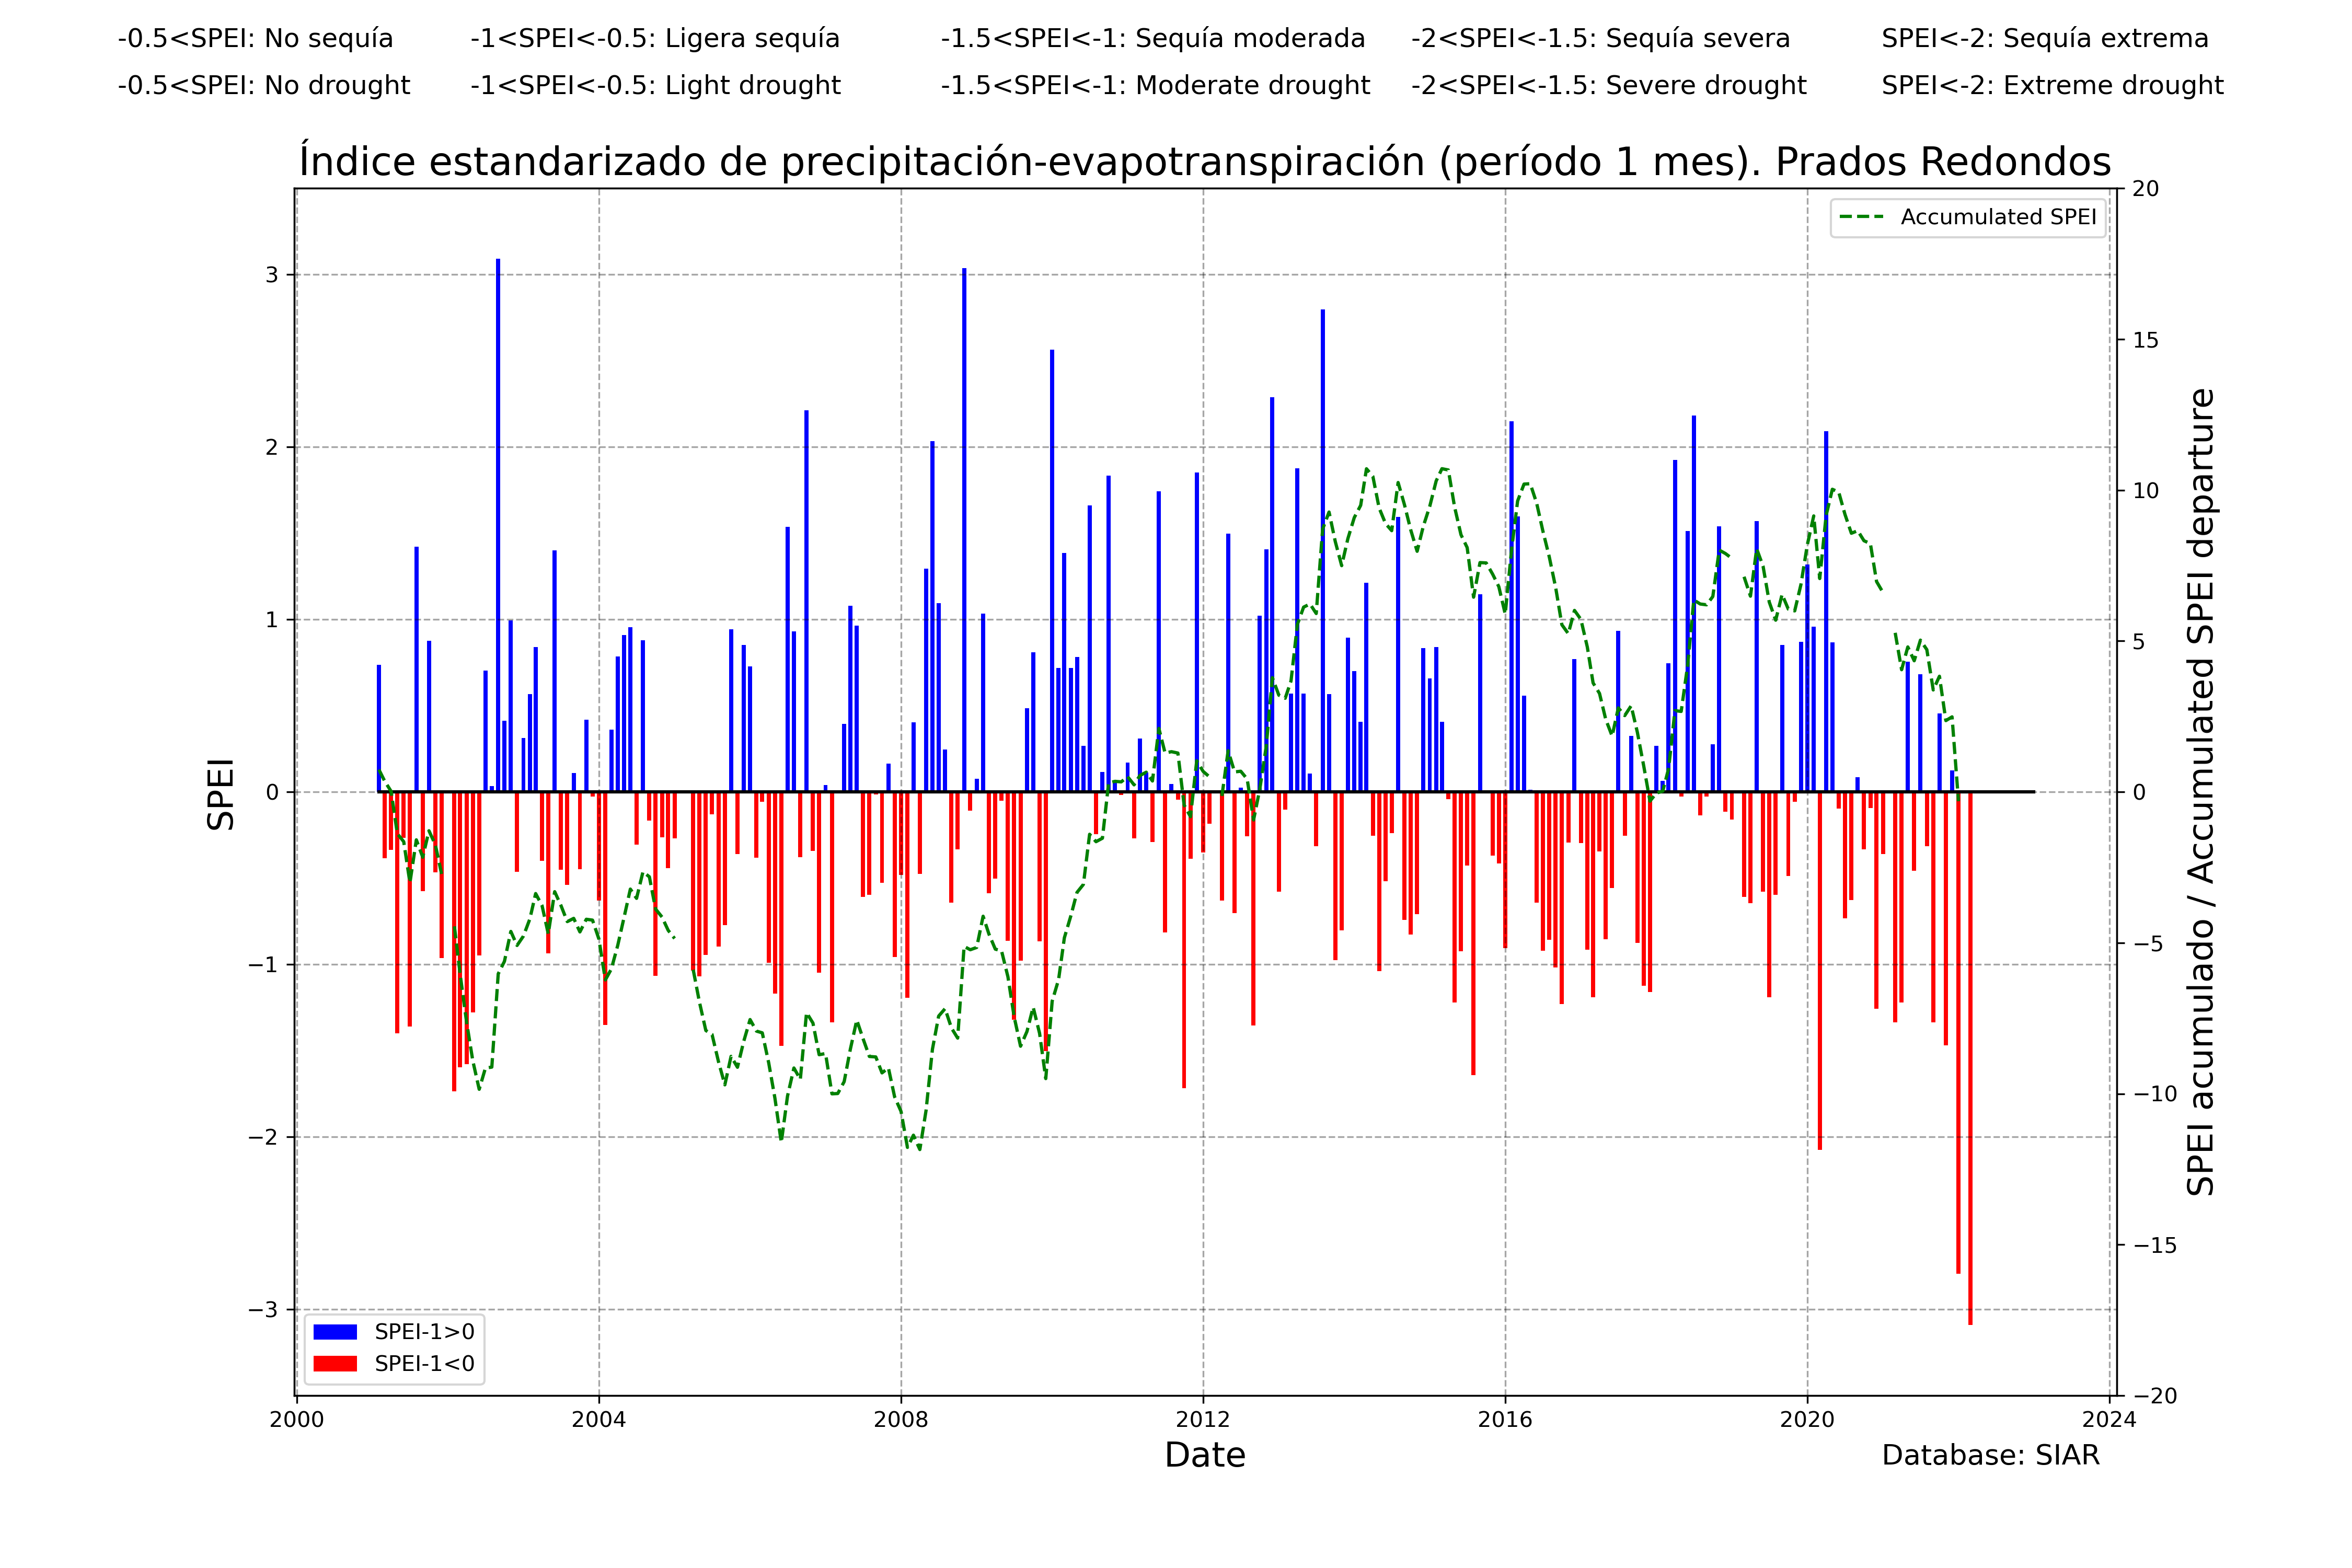 -0.5<SPEI: No sequía -1<SPEI<-0.5: Ligera sequía -1.5<SPEI<-1: Sequía moderada -2<SPEI<-1.5: Sequía severa SPEI<-2: Sequía extrema
-0.5<SPEI: No drought -1<SPEI<-0.5: Light drought -1.5<SPEI<-1: Moderate drought -2<SPEI<-1.5: Severe drought SPEI<-2: Extreme drought
Índice estandarizado de precipitación-evapotranspiración (período 1 mes). Prados Redondos
Accumulated SPEI
SPEI
3
2
1
0
−1
−2
−3
20
15
10
5
0
−5
−10
−15
−20
SPEI acumulado / Accumulated SPEI departure
SPEI-1>0
SPEI-1<0
2000 2004 2008 2012 2016 2020 2024
Date
Database: SIAR